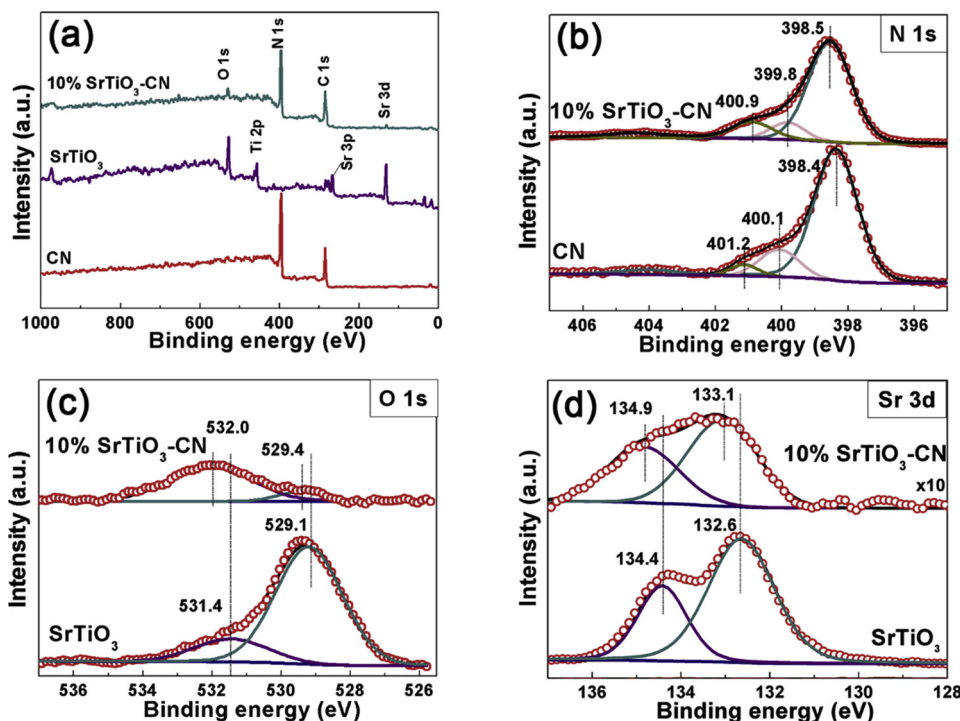 (a)
10% SrTiO₃-CN
O 1s
N 1s
C 1s
Sr 3d
SrTiO₃
Ti 2p
Sr 3p
CN
Intensity (a.u.)
1000 800 600 400 200 0
Binding energy (eV)
(b)
N 1s
398.5
399.8
400.9
10% SrTiO₃-CN
398.4
400.1
401.2
CN
Intensity (a.u.)
406 404 402 400 398 396
Binding energy (eV)
(c)
O 1s
10% SrTiO₃-CN
532.0
529.4
529.1
531.4
SrTiO₃
Intensity (a.u.)
536 534 532 530 528 526
Binding energy (eV)
(d)
Sr 3d
134.9
133.1
10% SrTiO₃-CN
x10
132.6
134.4
SrTiO₃
Intensity (a.u.)
136 134 132 130 128
Binding energy (eV)